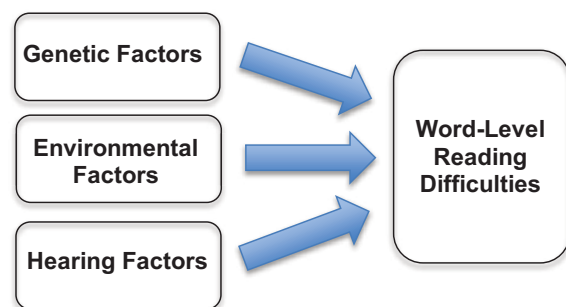 Genetic Factors
Environmental
Factors
Hearing Factors
Word-Level
Reading
Difficulties